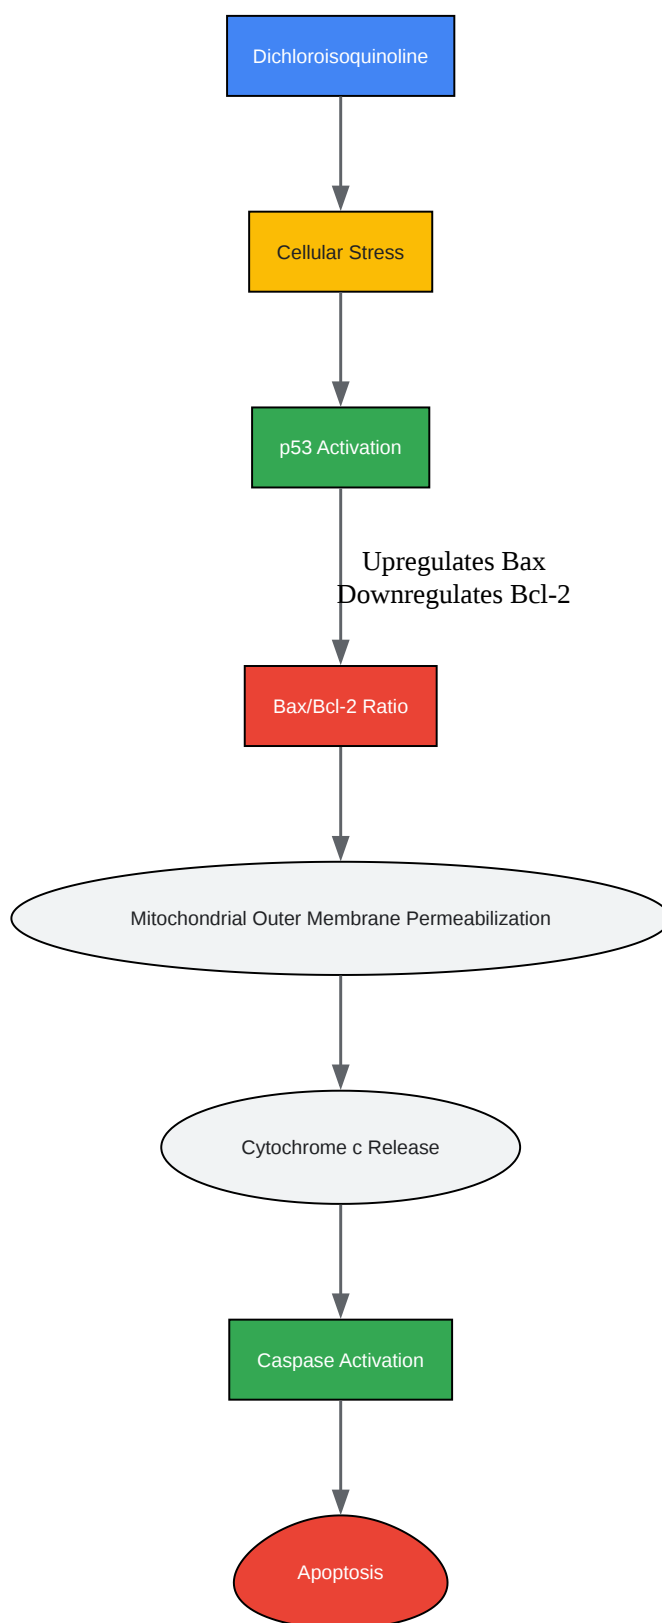 Dichloroisoquinoline
Cellular Stress
p53 Activation
Upregulates Bax
Downregulates Bcl-2
Bax/Bcl-2 Ratio
Mitochondrial Outer Membrane Permeabilization
Cytochrome c Release
Caspase Activation
Apoptosis